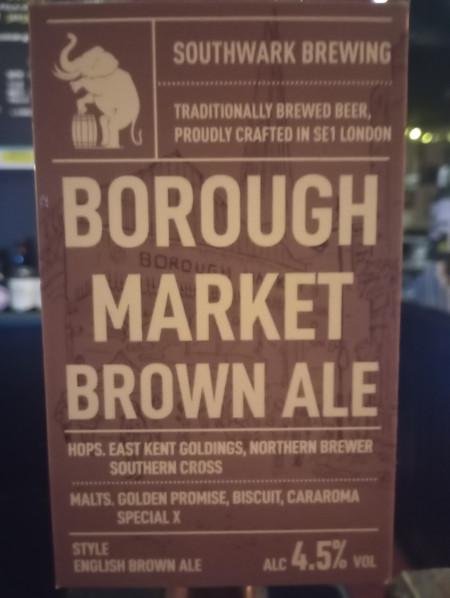 SOUTHWARK BREWING
TRADITIONALLY BREWED BEER,
PROUDLY CRAFTED IN SE1 LONDON
BOROUGH
MARKET
BROWN ALE
BOROUGH
HOPS. EAST KENT GOLDINGS, NORTHERN BREWER
SOUTHERN CROSS
MALTS. GOLDEN PROMISE, BISCUIT, CARAROMA
SPECIAL X
STYLE
ENGLISH BROWN ALE
ALC 4.5% VOL